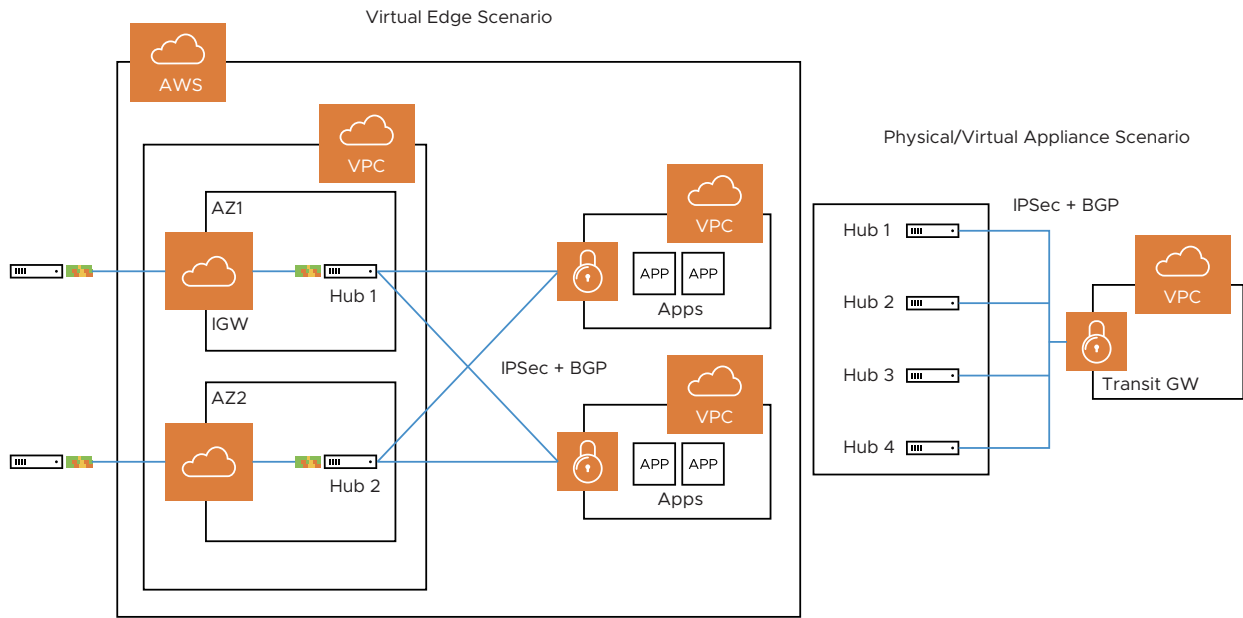 Virtual Edge Scenario
AWS
VPC
AZ1
IGW
Hub 1
AZ2
Hub 2
IPSec + BGP
VPC
APP APP
Apps
VPC
APP APP
Apps
Physical/Virtual Appliance Scenario
IPSec + BGP
Hub 1
Hub 2
Hub 3
Hub 4
VPC
Transit GW